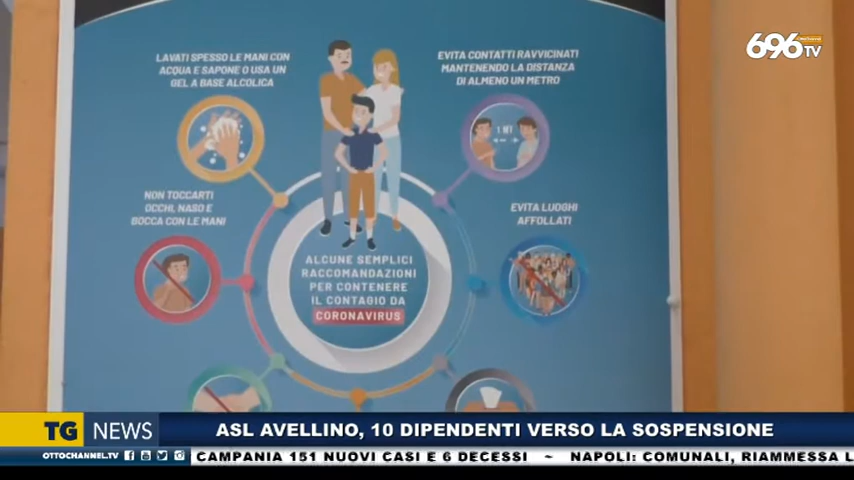 696
TV
LAVATI SPESSO LE MANI CON
ACQUA E SAPONE O USA UN
GEL A BASE ALCOLICA
EVITA CONTATTI RAVVICINATI
MANTENENDO LA DISTANZA
DI ALMENO UN METRO
1 MT
NON TOCCARTI
OCCHI, NASO E
BOCCA CON LE MANI
EVITA LUOGHI
AFFOLLATI
ALCUNE SEMPLICI
RACCOMANDAZIONI
PER CONTENERE
IL CONTAGIO DA
CORONAVIRUS
TG NEWS
ASL AVELLINO, 10 DIPENDENTI VERSO LA SOSPENSIONE
OTTOCHANNEL.TV
CAMPANIA 151 NUOVI CASI E 6 DECESSI ~ NAPOLI: COMUNALI, RIAMMESSA L